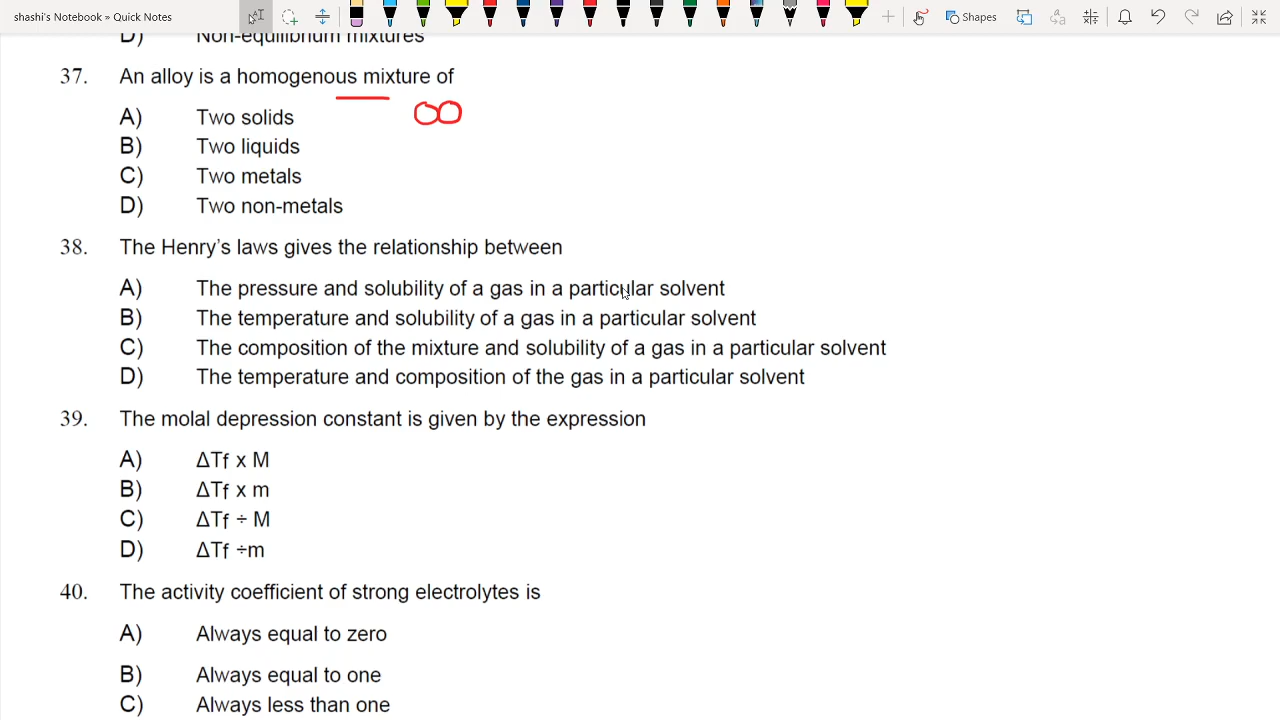 shashi's Notebook » Quick Notes
Shapes
D) Non-equilibrium mixtures
37. An alloy is a homogenous mixture of
A) Two solids
B) Two liquids
C) Two metals
D) Two non-metals
38. The Henry's laws gives the relationship between
A) The pressure and solubility of a gas in a particular solvent
B) The temperature and solubility of a gas in a particular solvent
C) The composition of the mixture and solubility of a gas in a particular solvent
D) The temperature and composition of the gas in a particular solvent
39. The molal depression constant is given by the expression
A) ΔTf x M
B) ΔTf x m
C) ΔTf ÷ M
D) ΔTf ÷m
40. The activity coefficient of strong electrolytes is
A) Always equal to zero
B) Always equal to one
C) Always less than one